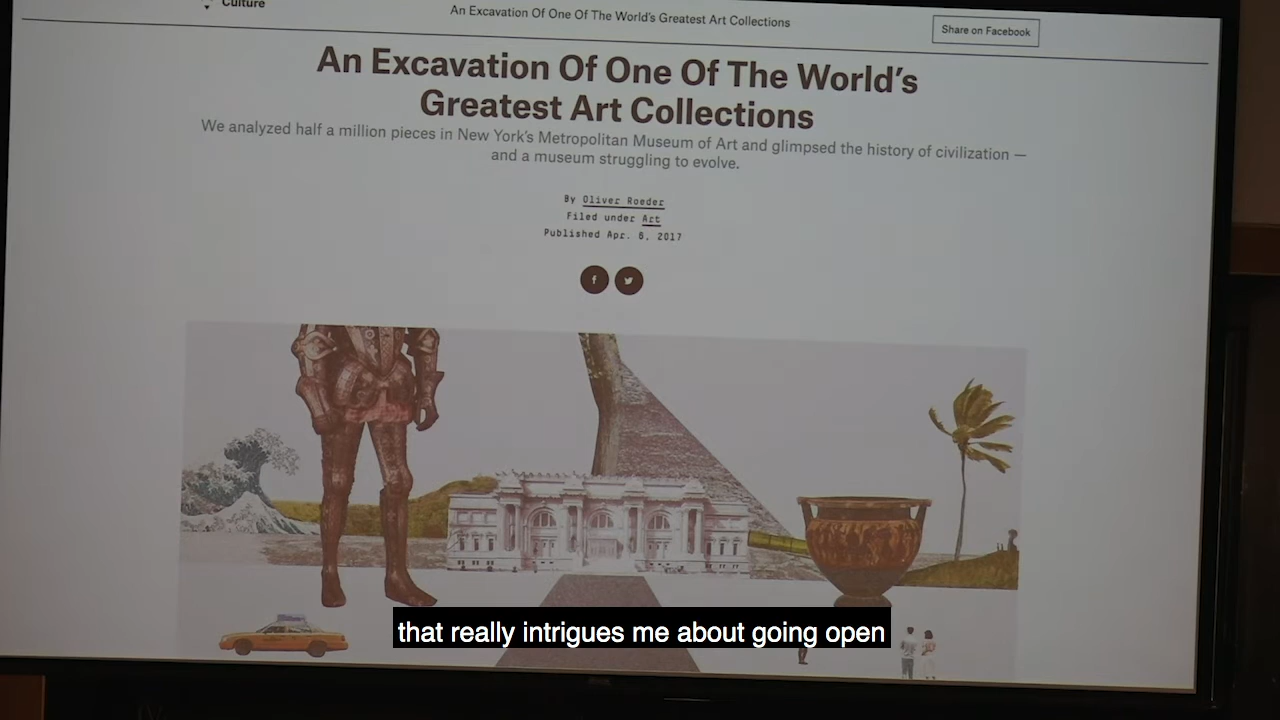 Culture
An Excavation Of One Of The World's Greatest Art Collections
Share on Facebook
An Excavation Of One Of The World's
Greatest Art Collections
We analyzed half a million pieces in New York's Metropolitan Museum of Art and glimpsed the history of civilization —
and a museum struggling to evolve.
By Oliver Roeder
Filed under Art
Published Apr. 6, 2017
that really intrigues me about going open